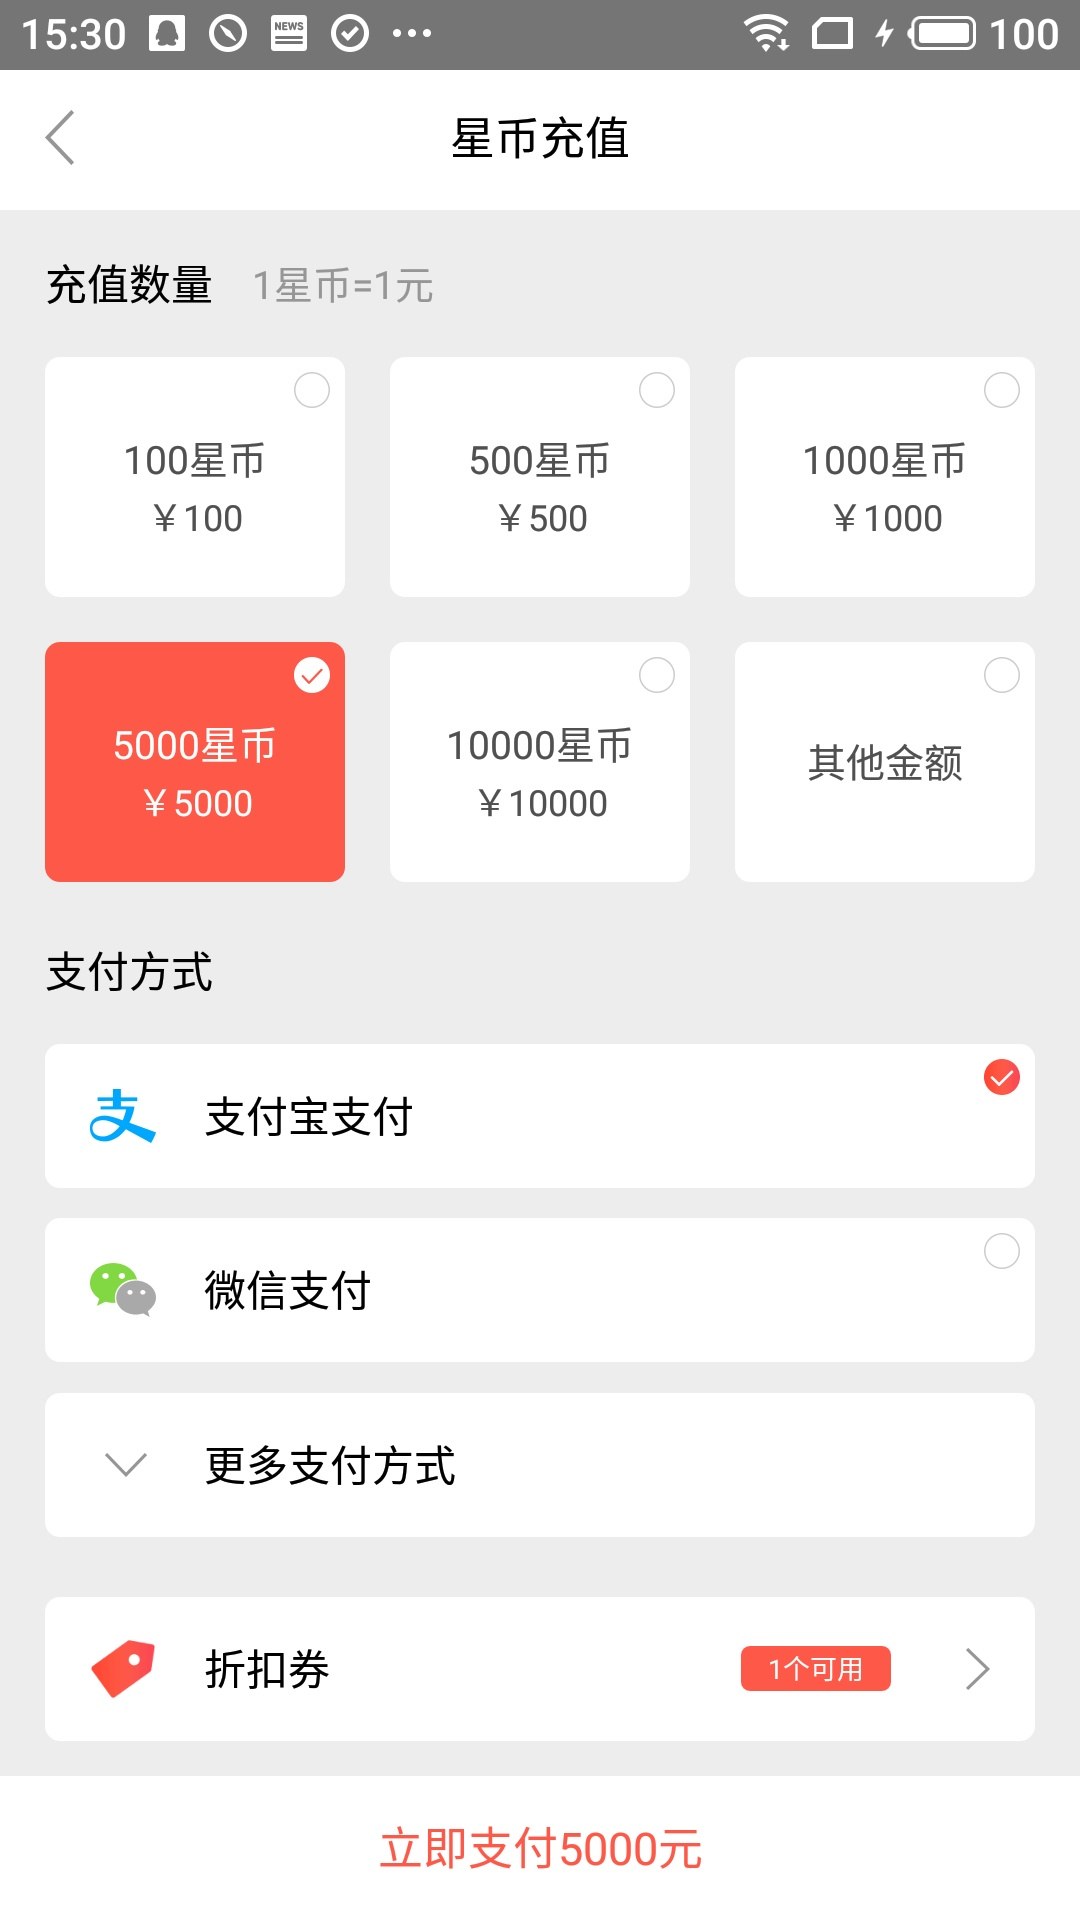 15:30 NEWS 100
星币充值
充值数量 1星币=1元
100星币 500星币 1000星币
￥100 ￥500 ￥1000
5000星币 10000星币 其他金额
￥5000 ￥10000
支付方式
支 支付宝支付
微信支付
更多支付方式
折扣券 1个可用
立即支付5000元